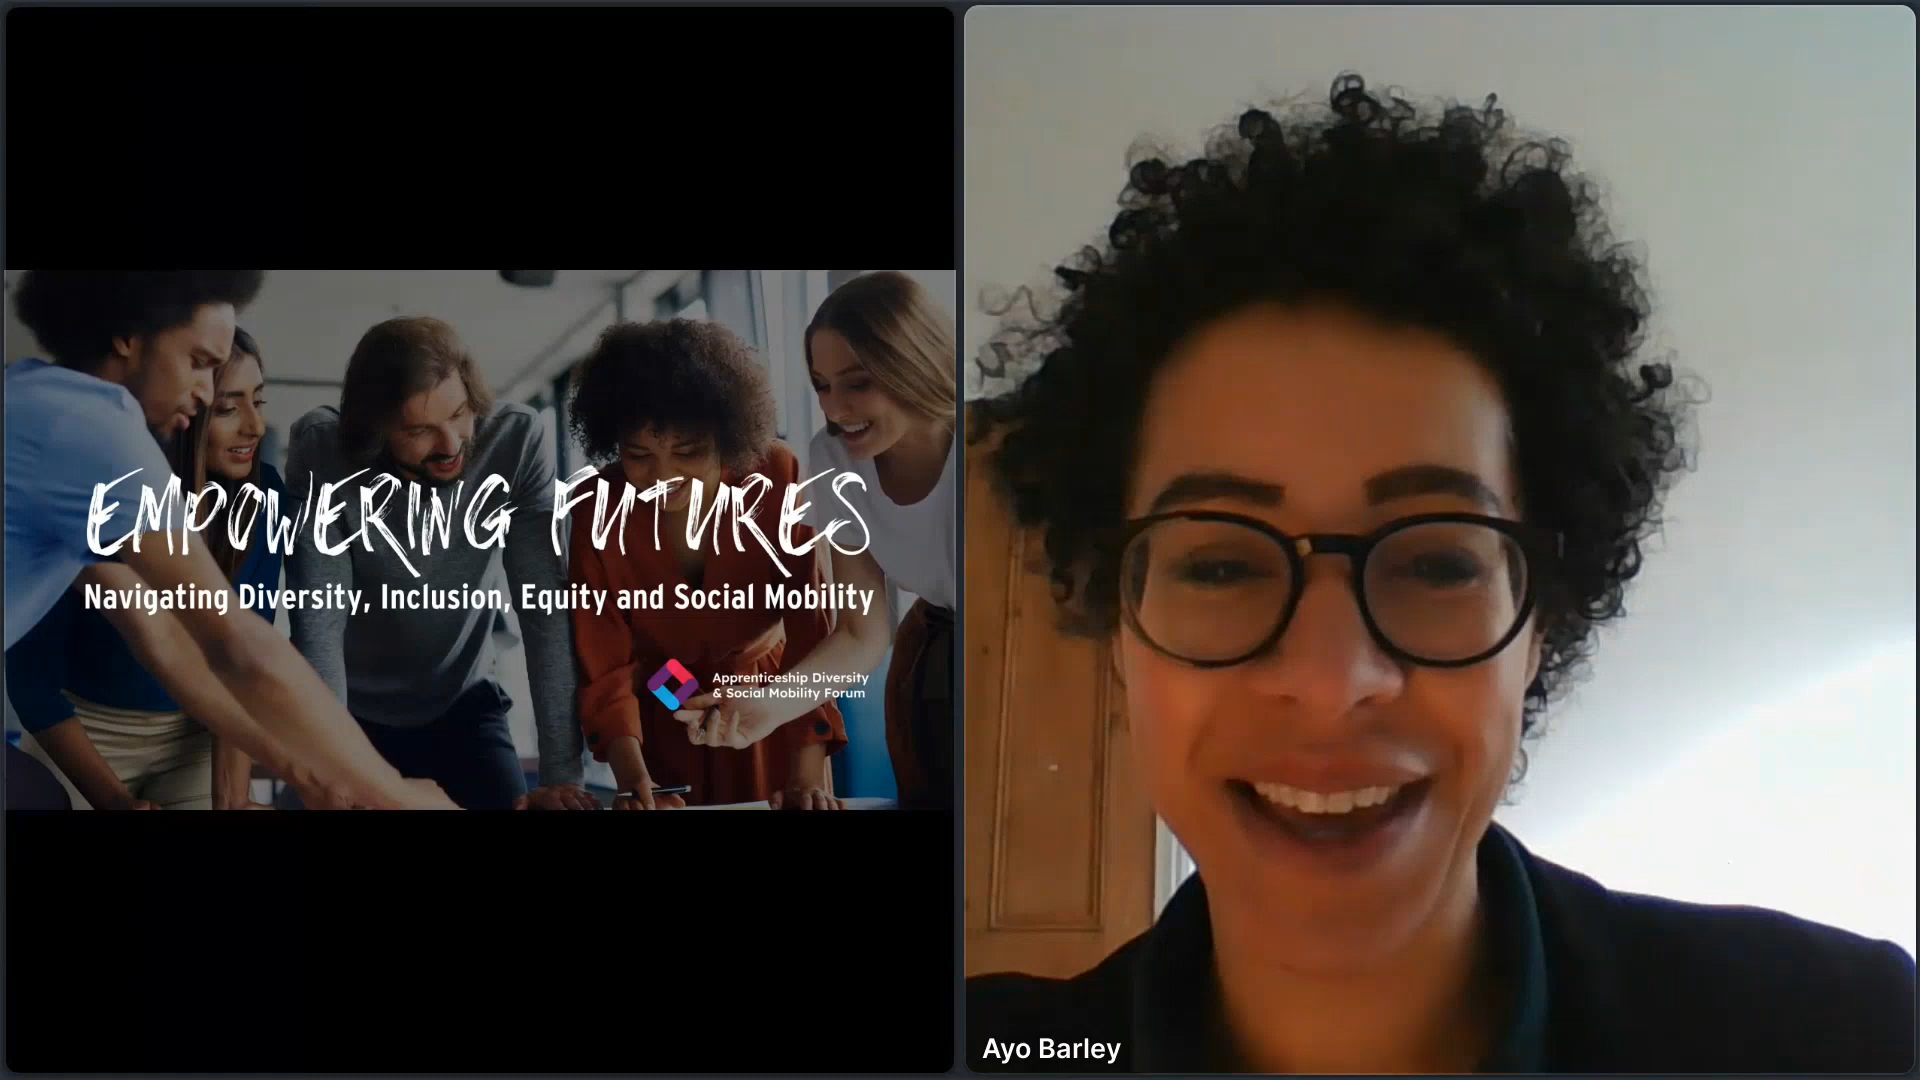 EMPOWERING FUTURES
Navigating Diversity, Inclusion, Equity and Social Mobility
Apprenticeship Diversity
& Social Mobility Forum
Ayo Barley